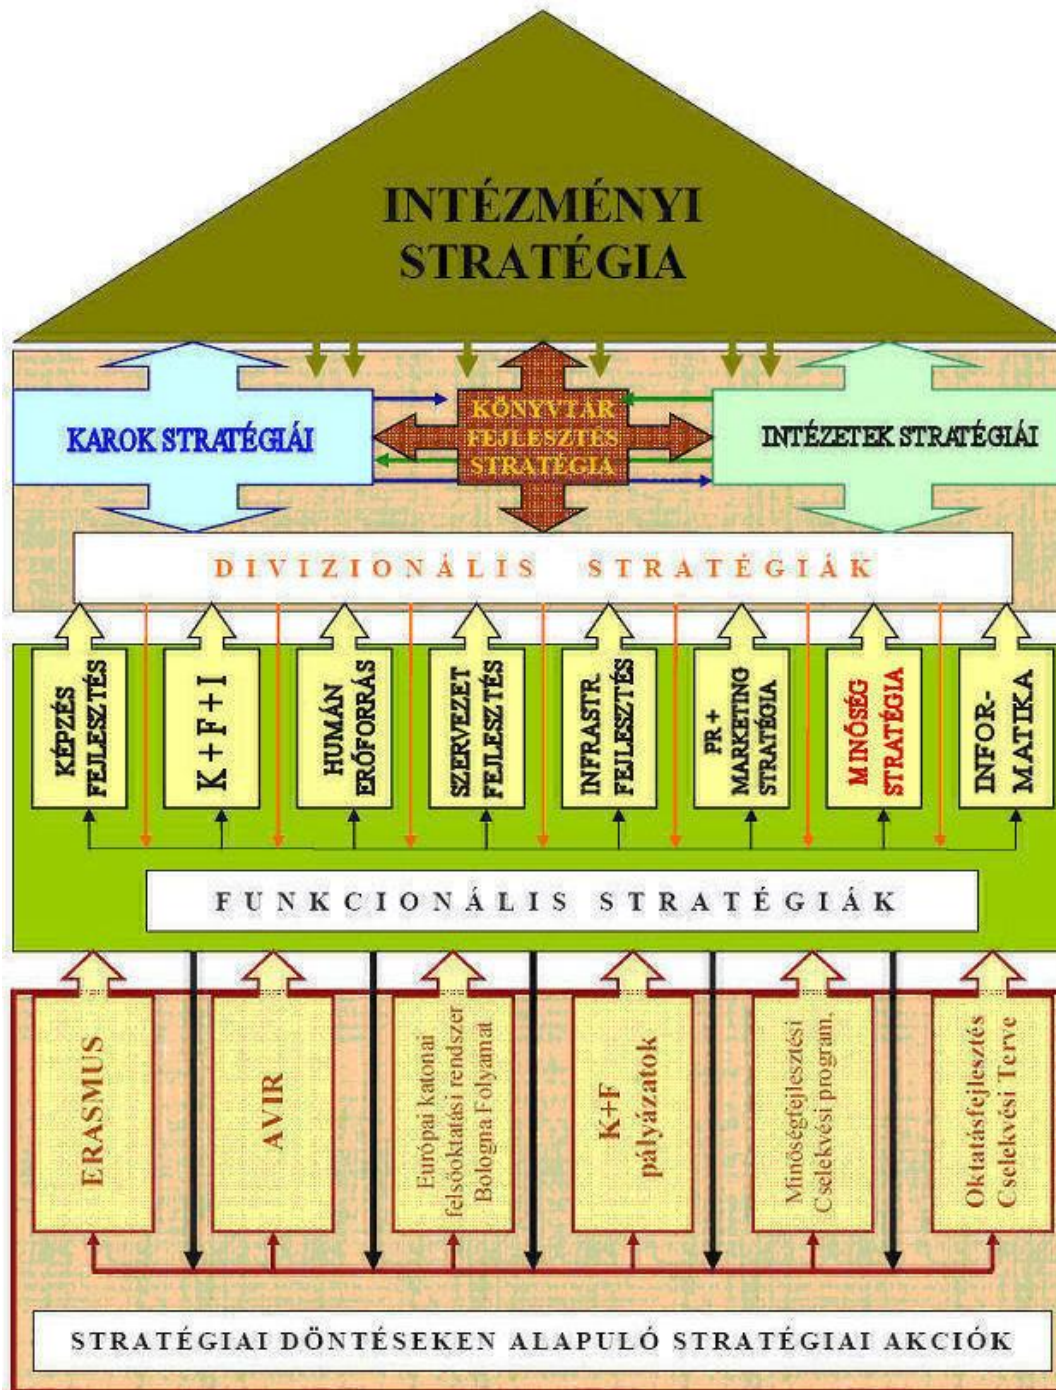 INTÉZMÉNYI
STRATÉGIA
KAROK STRATÉGIÁI
KÖNYVTÁR
FEJLESZTÉS
STRATÉGIA
INTÉZETEK STRATÉGIÁI
DIVIZIONÁLIS STRATÉGIÁK
KÉPZÉS
FEJLESZTÉS
K+F+I
HUMÁN
ERŐFORRÁS
SZERVEZET
FEJLESZTÉS
INFRASTR.
FEJLESZTÉS
PR+
MARKETING
STRATÉGIA
MINŐSÉG
STRATÉGIA
INFOR-
MATIKA
FUNKCIONÁLIS STRATÉGIÁK
ERASMUS
AVIR
Európai katonai
felsőoktatási rendszer
Bologna Folyamat
K+F
pályázatok
Minőségfejlesztési
Cselekvési program.
Oktatásfejlesztés
Cselekvési Terve
STRATÉGIAI DÖNTÉSEKEN ALAPULÓ STRATÉGIAI AKCIÓK